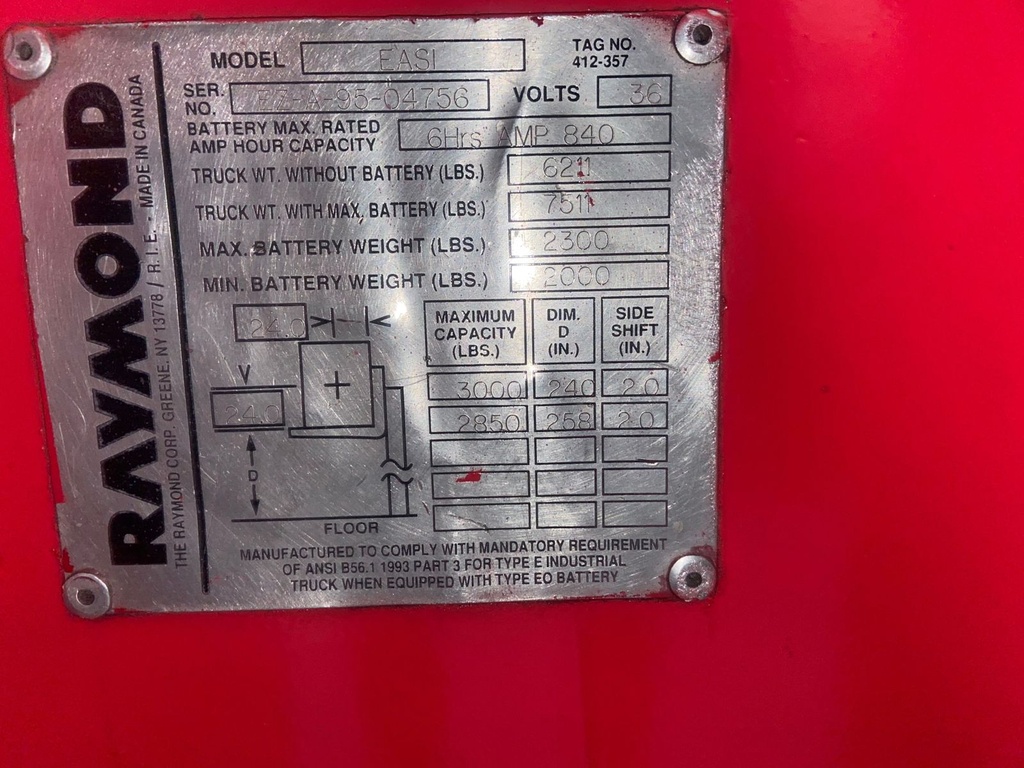 RAYMOND
THE RAYMOND CORP. GREENE, NY 13778 / R.I.E. - MADE IN CANADA
MODEL EASI
TAG NO.
412-357
SER.
NO.
VOLTS 36
BATTERY MAX. RATED
AMP HOUR CAPACITY 6Hrs AMP 840
TRUCK WT. WITHOUT BATTERY (LBS.) 6211
TRUCK WT. WITH MAX. BATTERY (LBS.) 7511
MAX. BATTERY WEIGHT (LBS.) 2300
MIN. BATTERY WEIGHT (LBS.) 2000
24.0
24.0
D
FLOOR
MAXIMUM CAPACITY (LBS.) DIM. D (IN.) SIDE SHIFT (IN.)
3000 240 2.0
2850 258 2.0
MANUFACTURED TO COMPLY WITH MANDATORY REQUIREMENT
OF ANSI B56.1 1993 PART 3 FOR TYPE E INDUSTRIAL
TRUCK WHEN EQUIPPED WITH TYPE EO BATTERY